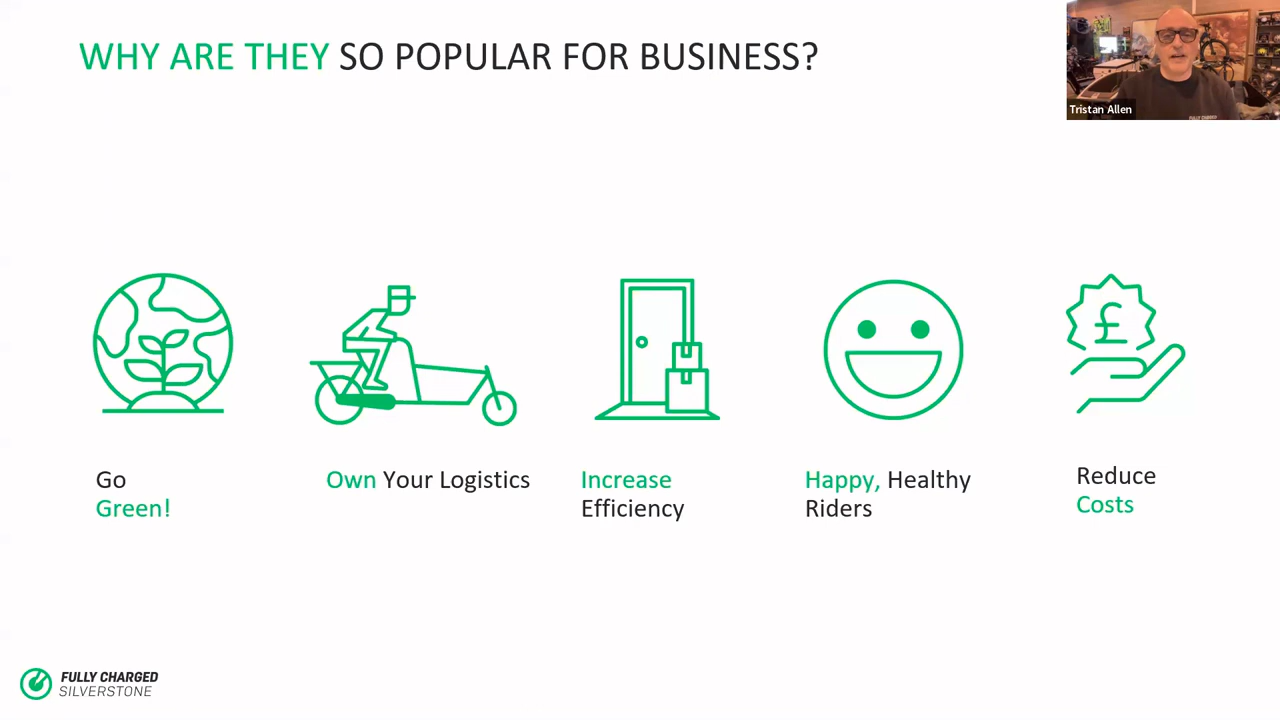 WHY ARE THEY SO POPULAR FOR BUSINESS?
Tristan Allen
£
Go
Green!
Own Your Logistics
Increase
Efficiency
Happy, Healthy
Riders
Reduce
Costs
FULLY CHARGED
SILVERSTONE